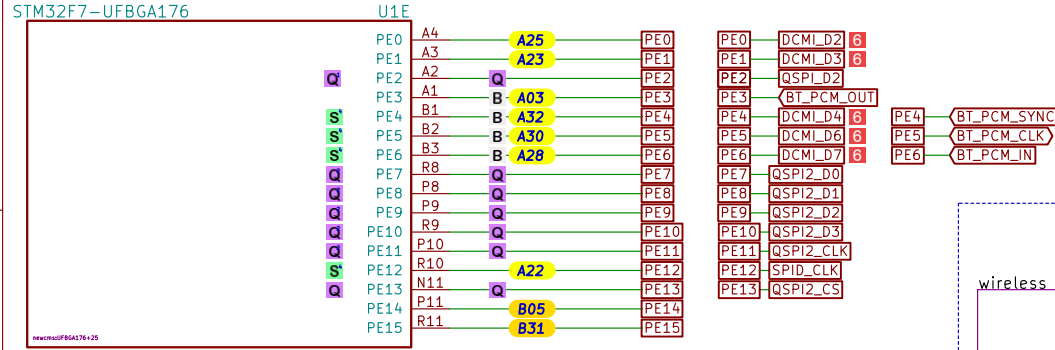 STM32F7-UFBGA176 U1E
PE0 A4 A25 PE0 PE0 DCMI_D2 6
PE1 A3 A23 PE1 PE1 DCMI_D3 6
Q PE2 A2 Q PE2 PE2 QSPI_D2
PE3 A1 B A03 PE3 PE3 BT_PCM_OUT
S PE4 B1 B A32 PE4 PE4 DCMI_D4 6 PE4 BT_PCM_SYNC
S PE5 B2 B A30 PE5 PE5 DCMI_D6 6 PE5 BT_PCM_CLK
S PE6 B3 B A28 PE6 PE6 DCMI_D7 6 PE6 BT_PCM_IN
Q PE7 R8 Q PE7 PE7 QSPI2_D0
Q PE8 P8 Q PE8 PE8 QSPI2_D1
Q PE9 P9 Q PE9 PE9 QSPI2_D2
Q PE10 R9 Q PE10 PE10 QSPI2_D3
Q PE11 P10 Q PE11 PE11 QSPI2_CLK
S PE12 R10 A22 PE12 PE12 SPID_CLK
Q PE13 N11 Q PE13 PE13 QSPI2_CS
wireless
PE14 P11 B05 PE14
PE15 R11 B31 PE15
newcms:UFBGA176+25